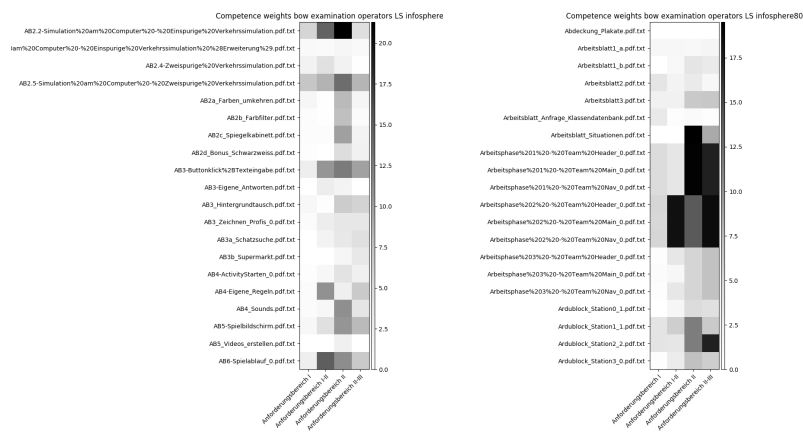 Competence weights bow examination operators LS infosphere
AB2.2-Simulation%20am%20Computer%20-%20Einspurige%20Verkehrssimulation.pdf.txt
iam%20Computer%20-%20Einspurige%20Verkehrssimulation%20%28Erweiterung%29.pdf.txt
AB2.4-Zweispurige%20Verkehrssimulation.pdf.txt
AB2.5-Simulation%20am%20Computer%20-%20Zweispurige%20Verkehrssimulation.pdf.txt
AB2a_Farben_umkehren.pdf.txt
AB2b_Farbfilter.pdf.txt
AB2c_Spiegelkabinett.pdf.txt
AB2d_Bonus_Schwarzweiss.pdf.txt
AB3-Buttonklick%2BTexteingabe.pdf.txt
AB3-Eigene_Antworten.pdf.txt
AB3_Hintergrundtausch.pdf.txt
AB3_Zeichnen_Profis_0.pdf.txt
AB3a_Schatzsuche.pdf.txt
AB3b_Supermarkt.pdf.txt
AB4-ActivityStarten_0.pdf.txt
AB4-Eigene_Regeln.pdf.txt
AB4_Sounds.pdf.txt
AB5-Spielbildschirm.pdf.txt
AB5_Videos_erstellen.pdf.txt
AB6-Spielablauf_0.pdf.txt
Anforderungsbereich I
Anforderungsbereich I-II
Anforderungsbereich II
Anforderungsbereich II-III
20.0
17.5
15.0
12.5
10.0
7.5
5.0
2.5
0.0
Competence weights bow examination operators LS infosphere80
Abdeckung_Plakate.pdf.txt
Arbeitsblatt1_a.pdf.txt
Arbeitsblatt1_b.pdf.txt
Arbeitsblatt2.pdf.txt
Arbeitsblatt3.pdf.txt
Arbeitsblatt_Anfrage_Klassendatenbank.pdf.txt
Arbeitsblatt_Situationen.pdf.txt
Arbeitsphase%201%20-%20Team%20Header_0.pdf.txt
Arbeitsphase%201%20-%20Team%20Main_0.pdf.txt
Arbeitsphase%201%20-%20Team%20Nav_0.pdf.txt
Arbeitsphase%202%20-%20Team%20Header_0.pdf.txt
Arbeitsphase%202%20-%20Team%20Main_0.pdf.txt
Arbeitsphase%202%20-%20Team%20Nav_0.pdf.txt
Arbeitsphase%203%20-%20Team%20Header_0.pdf.txt
Arbeitsphase%203%20-%20Team%20Main_0.pdf.txt
Arbeitsphase%203%20-%20Team%20Nav_0.pdf.txt
Ardublock_Station0_1.pdf.txt
Ardublock_Station1_1.pdf.txt
Ardublock_Station2_2.pdf.txt
Ardublock_Station3_0.pdf.txt
Anforderungsbereich I
Anforderungsbereich I-II
Anforderungsbereich II
Anforderungsbereich II-III
17.5
15.0
12.5
10.0
7.5
5.0
2.5
0.0